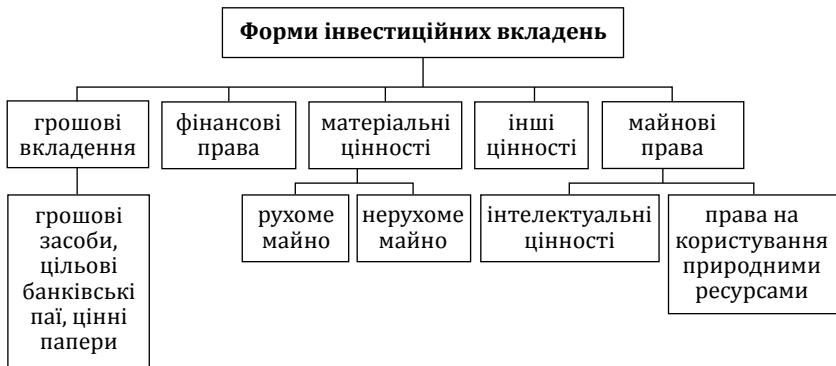 Форми інвестиційних вкладень
грошові
вкладення
фінансові
права
матеріальні
цінності
інші
цінності
майнові
права
грошові
засоби,
цільові
банківські
паї, цінні
папери
рухоме
майно
нерухоме
майно
інтелектуальні
цінності
права на
користування
природними
ресурсами